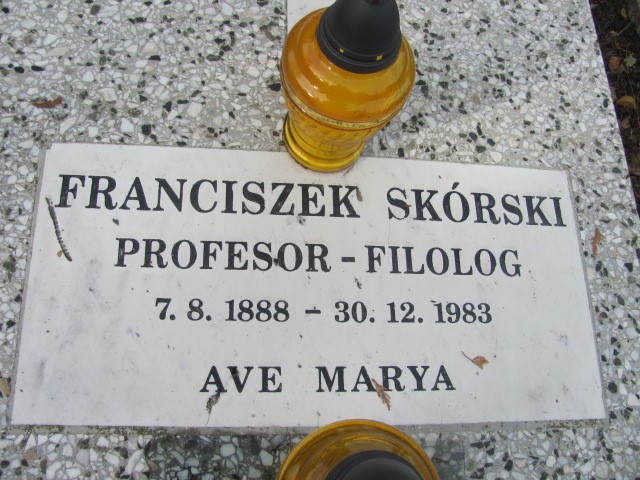 FRANCISZEK SKÓRSKI
PROFESOR - FILOLOG
7. 8. 1888 - 30. 12. 1983
AVE MARYA